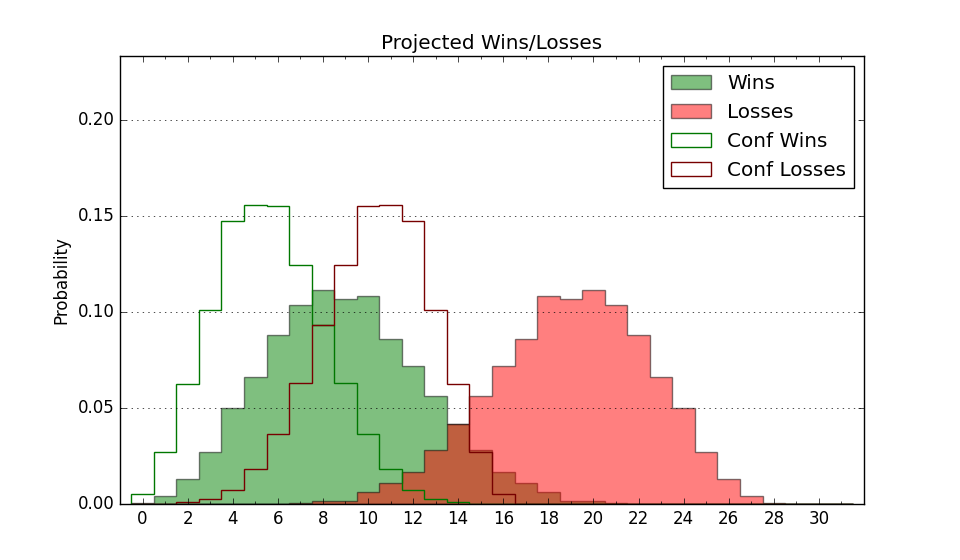 Projected Wins/Losses
Wins
Losses
Conf Wins
Conf Losses
Probability
0.20
0.15
0.10
0.05
0.00
0 2 4 6 8 10 12 14 16 18 20 22 24 26 28 30